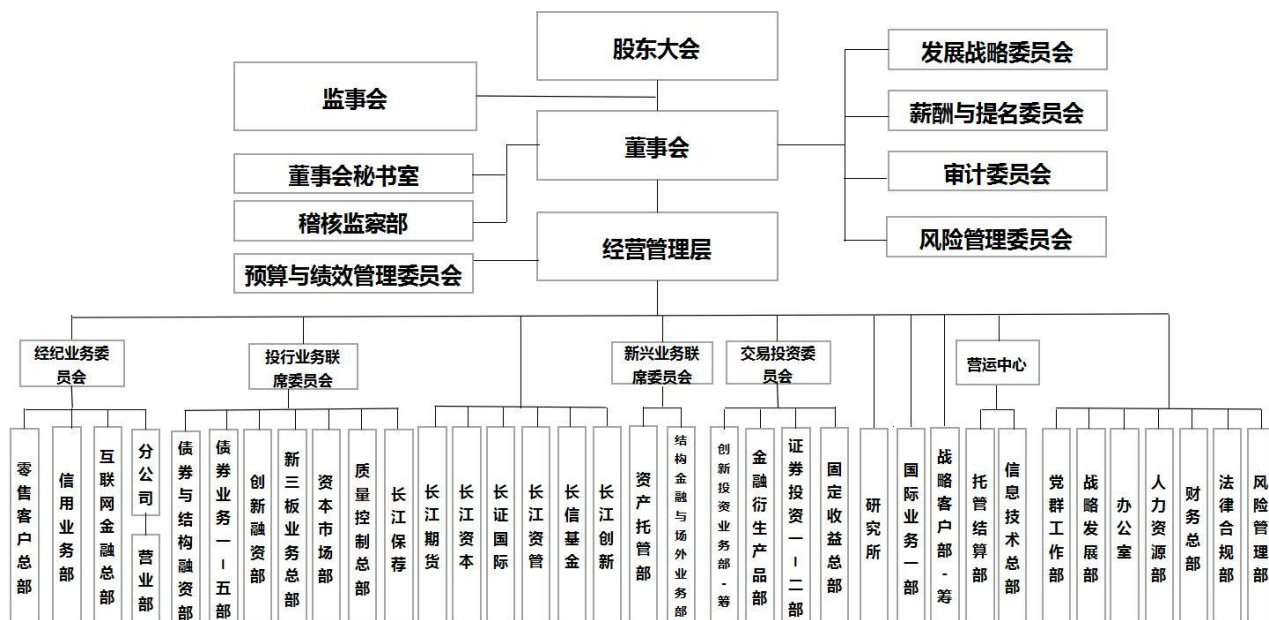 股东大会
监事会
董事会
董事会秘书室
稽核监察部
预算与绩效管理委员会
经营管理层
发展战略委员会
薪酬与提名委员会
审计委员会
风险管理委员会
经纪业务委
员会
投行业务联
席委员会
新兴业务联
席委员会
交易投资委
员会
营运中心
零售客户总部
信用业务部
互联网金融总部
分公司
营业部
债券与结构融资部
债券业务一-五部
创新融资部
新三板业务总部
资本市场部
质量控制总部
长江保荐
长江期货
长江资本
长证国际
长江资管
长信基金
长江创新
资产托管部
结构金融与场外业务部
创新投资业务部-筹
金融衍生产品部
证券投资一-二部
固定收益总部
研究所
国际业务一部
战略客户部-筹
托管结算部
信息技术总部
党群工作部
战略发展部
办公室
人力资源部
财务总部
法律合规部
风险管理部